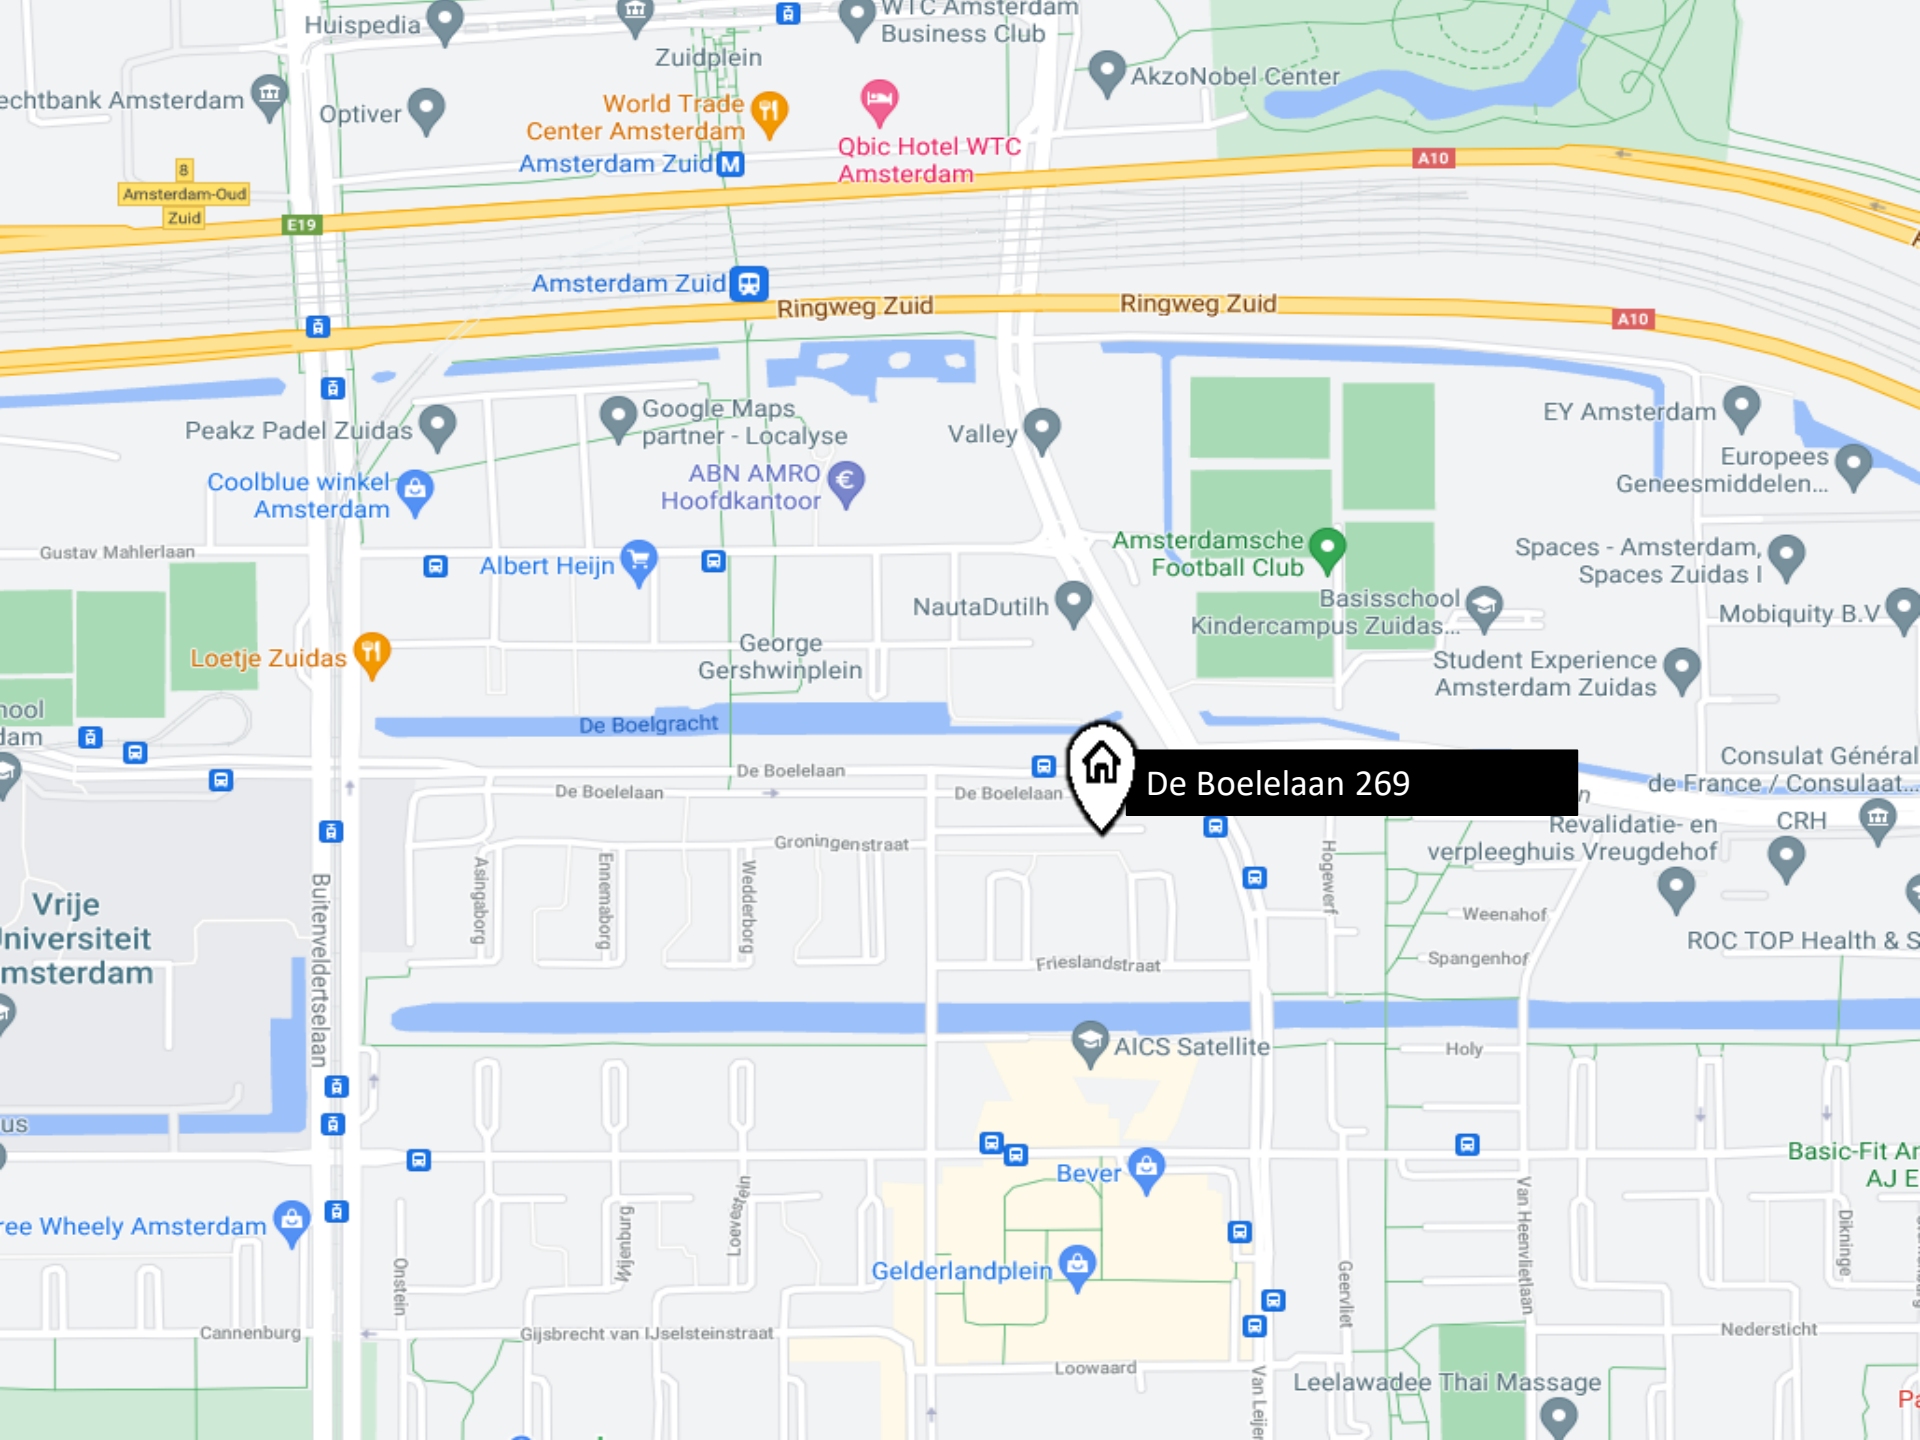 Huispedia
Zuidplein
WTC Amsterdam
Business Club
AkzoNobel Center
echtbank Amsterdam
Optiver
World Trade
Center Amsterdam
Amsterdam Zuid
M
Qbic Hotel WTC
Amsterdam
A10
8
Amsterdam-Oud
Zuid
E19
Amsterdam Zuid
Ringweg Zuid
Ringweg Zuid
A10
Peakz Padel Zuidas
Google Maps
partner - Localyse
Valley
EY Amsterdam
Coolblue winkel
Amsterdam
ABN AMRO
Hoofdkantoor
€
Europees
Geneesmiddelen...
Gustav Mahlerlaan
Albert Heijn
Amsterdamsche
Football Club
Spaces - Amsterdam,
Spaces Zuidas I
NautaDutilh
Basisschool
Kindercampus Zuidas...
Mobiquity B.V
Loetje Zuidas
George
Gershwinplein
Student Experience
Amsterdam Zuidas
hool
dam
De Boelgracht
De Boelelaan
De Boelelaan
De Boelelaan
De Boelelaan 269
n
Consulat Général
de France / Consulaat...
Groningenstraat
Revalidatie- en
verpleeghuis Vreugdehof
CRH
Asingaborg
Ennemaborg
Wedderborg
Hogewerf
Buitenveldertselaan
Vrije
Universiteit
msterdam
Weenahof
Spangenhof
ROC TOP Health & S
Frieslandstraat
AICS Satellite
Holy
us
Bever
Basic-Fit Ar
AJ E
ree Wheely Amsterdam
Onstein
Wijenburg
Loevestein
Gelderlandplein
Geervliet
Van Heenvlietlaan
Dikninge
Cannenburg
Gijsbrecht van IJselsteinstraat
Nedersticht
Loowaard
Van Leijer
Leelawadee Thai Massage
Pa